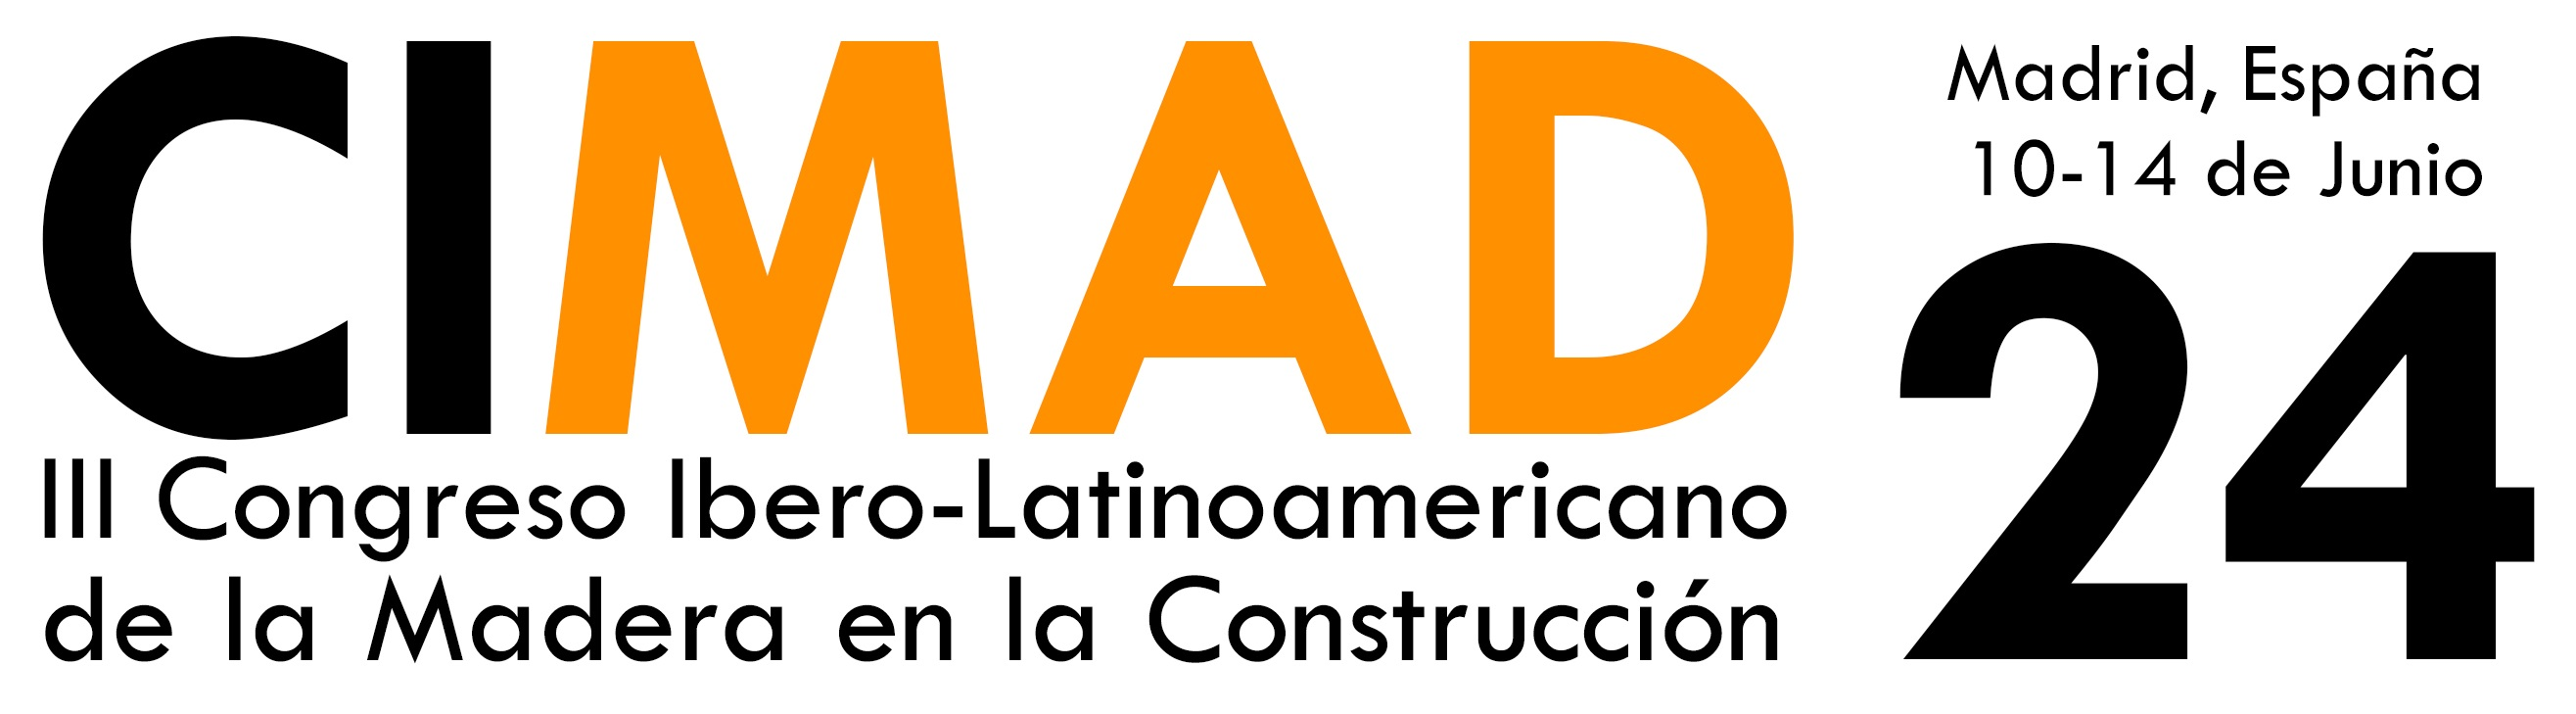 CIMAD
III Congreso Ibero-Latinoamericano
de la Madera en la Construcción
Madrid, España
10-14 de Junio
24